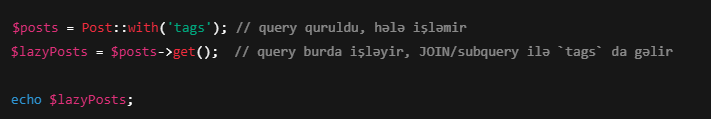 $posts = Post::with('tags'); // query quruldu, hələ işləmir
$lazyPosts = $posts->get();  // query burda işləyir, JOIN/subquery ilə `tags` da gəlir
echo $lazyPosts;